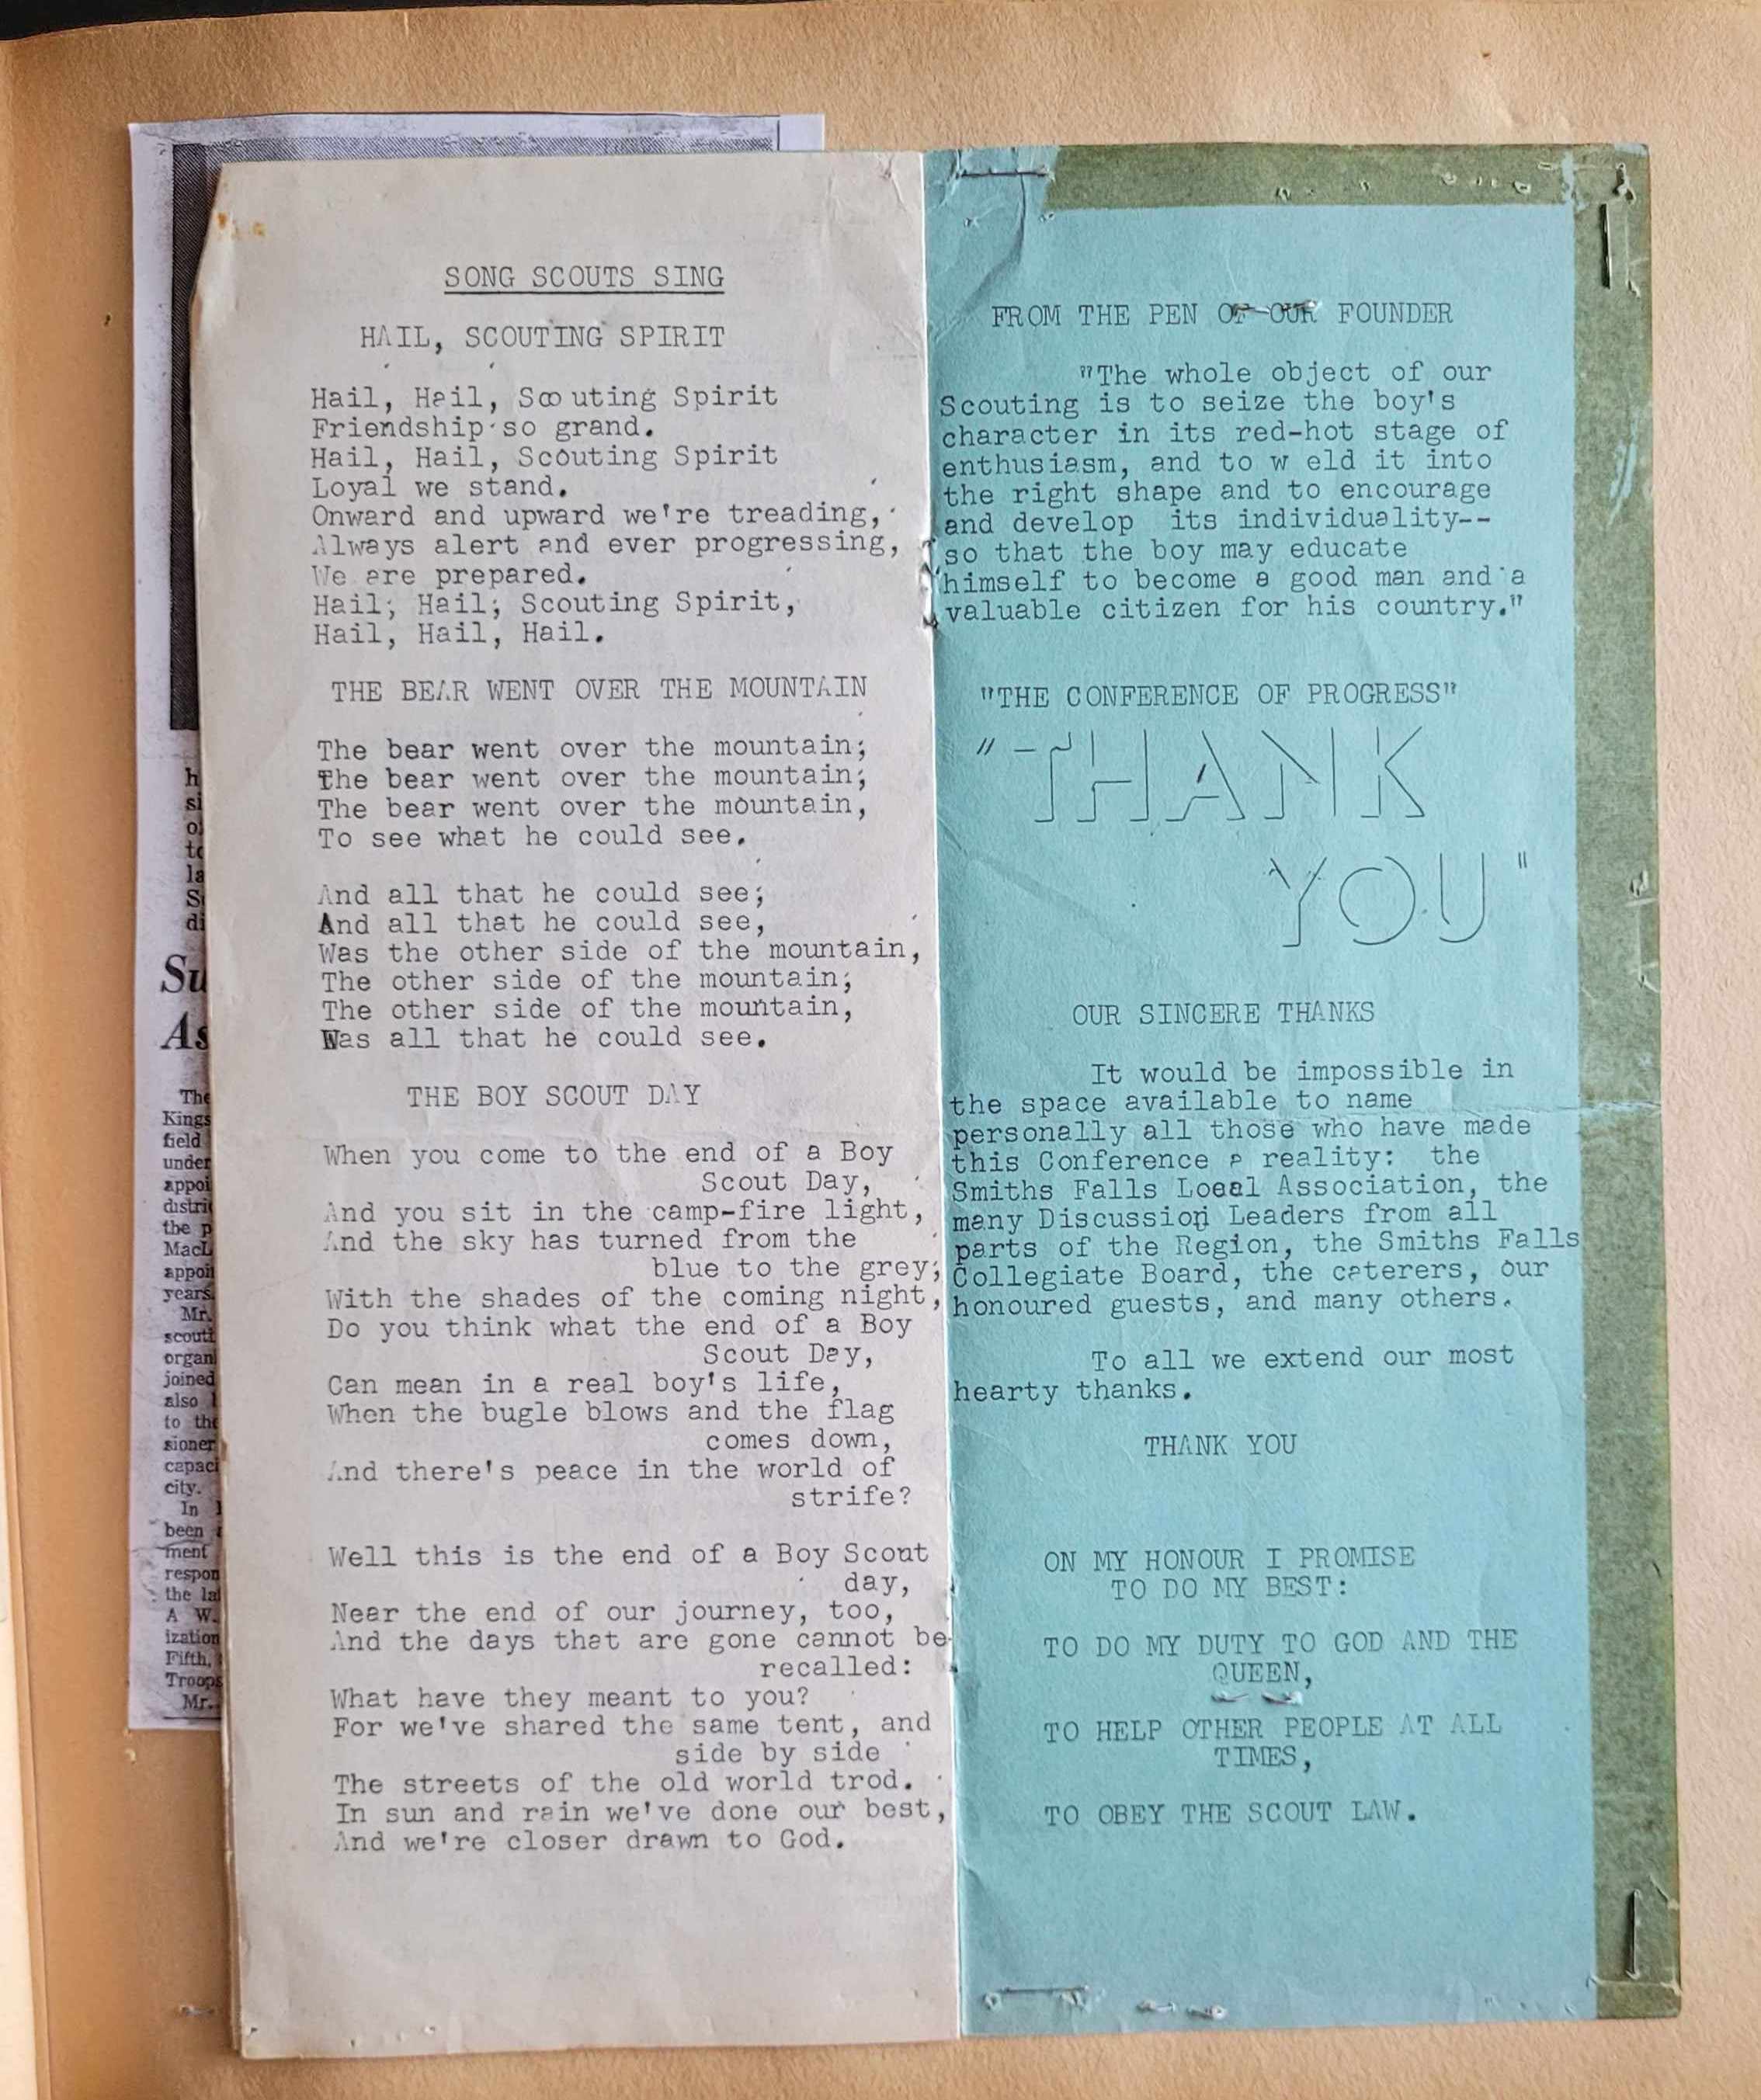 SONG SCOUTS SING
HAIL, SCOUTING SPIRIT
Hail, Hail, Scouting Spirit
Friendship so grand.
Hail, Hail, Scouting Spirit
Loyal we stand.
Onward and upward we're treading,
Always alert and ever progressing,
We are prepared.
Hail; Hail; Scouting Spirit,
Hail, Hail, Hail.
THE BEAR WENT OVER THE MOUNTAIN
The bear went over the mountain;
The bear went over the mountain;
The bear went over the mountain,
To see what he could see.
And all that he could see;
And all that he could see,
Was the other side of the mountain,
The other side of the mountain;
The other side of the mountain,
Was all that he could see.
THE BOY SCOUT DAY
When you come to the end of a Boy
Scout Day,
And you sit in the camp-fire light,
And the sky has turned from the
blue to the grey;
With the shades of the coming night,
Do you think what the end of a Boy
Scout Day,
Can mean in a real boy's life,
When the bugle blows and the flag
comes down,
And there's peace in the world of
strife?
Well this is the end of a Boy Scout
day,
Near the end of our journey, too,
And the days that are gone cannot be
recalled:
What have they meant to you?
For we've shared the same tent, and
side by side
The streets of the old world trod.
In sun and rain we've done our best,
And we're closer drawn to God.
FROM THE PEN OF OUR FOUNDER
"The whole object of our
Scouting is to seize the boy's
character in its red-hot stage of
enthusiasm, and to w eld it into
the right shape and to encourage
and develop its individuality--
so that the boy may educate
himself to become a good man and a
valuable citizen for his country."
"THE CONFERENCE OF PROGRESS"
"THANK
YOU"
OUR SINCERE THANKS
It would be impossible in
the space available to name
personally all those who have made
this Conference a reality: the
Smiths Falls Local Association, the
many Discussion Leaders from all
parts of the Region, the Smiths Falls
Collegiate Board, the caterers, our
honoured guests, and many others.
To all we extend our most
hearty thanks.
THANK YOU
ON MY HONOUR I PROMISE
TO DO MY BEST:
TO DO MY DUTY TO GOD AND THE
QUEEN,
TO HELP OTHER PEOPLE AT ALL
TIMES,
TO OBEY THE SCOUT LAW.
The
Kings
field
under
the p
years.
Mr.
joined
also
to the
city.
In
been
ment
A W.
Fifth,
Troops
Mr.